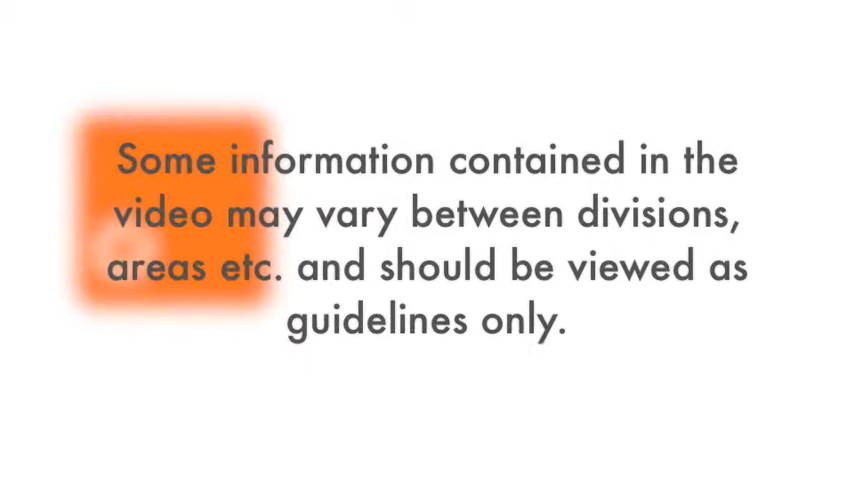 Some information contained in the
video may vary between divisions,
areas etc. and should be viewed as
guidelines only.